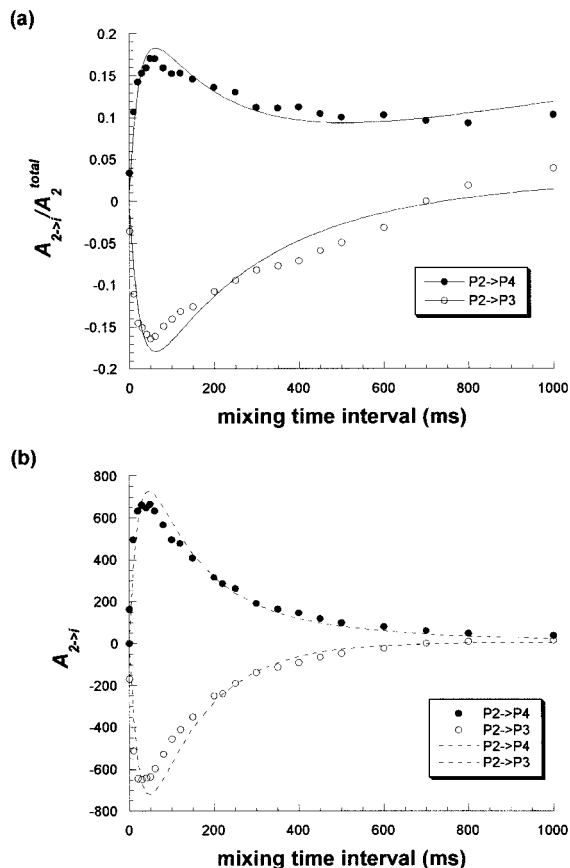 (a)
0.2
0.15
0.1
0.05
0
-0.05
-0.1
-0.15
-0.2
A2->i/A2^total
P2->P4
P2->P3
0 200 400 600 800 1000
mixing time interval (ms)
(b)
800
600
400
200
0
-200
-400
-600
-800
A2->i
P2->P4
P2->P3
P2->P4
P2->P3
0 200 400 600 800 1000
mixing time interval (ms)